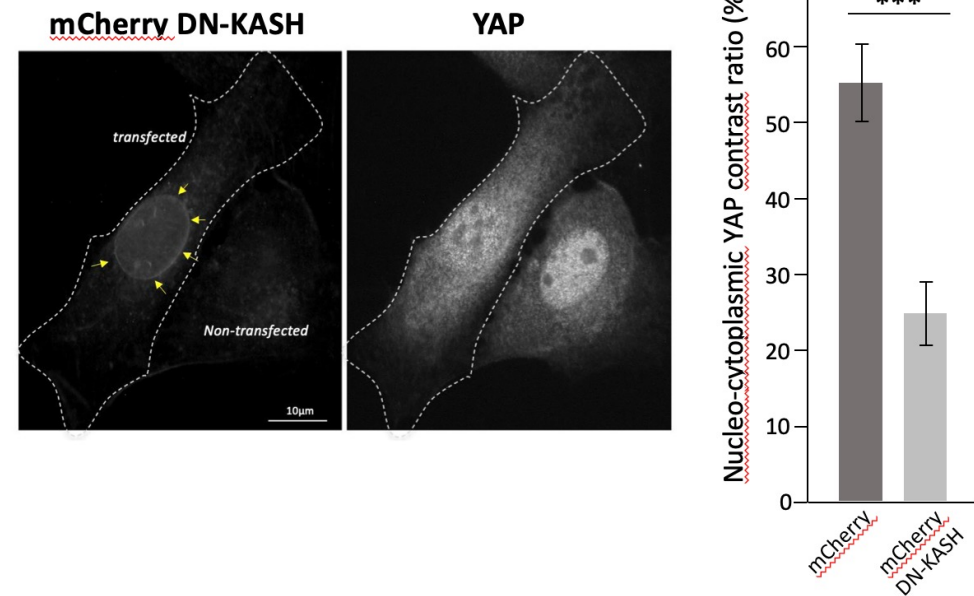 mCherry DN-KASH
YAP
transfected
Non-transfected
10µm
***
Nucleo-cytoplasmic YAP contrast ratio (%
60
50
40
30
20
10
0
mCherry
mCherry
DN-KASH